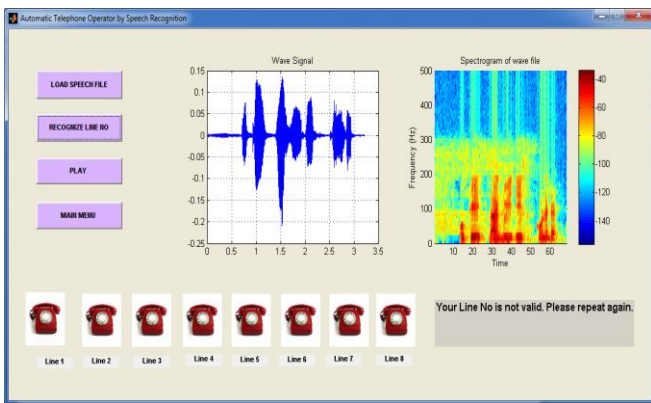 Automatic Telephone Operator by Speech Recognition
LOAD SPEECH FILE
RECOGNIZE LINE NO
PLAY
MAIN MENU
Wave Signal
0.15
0.1
0.05
0
-0.05
-0.1
-0.15
-0.2
-0.25
0 0.5 1 1.5 2 2.5 3 3.5
Spectrogram of wave file
Frequency (Hz)
500
400
300
200
100
0
10 20 30 40 50 60
Time
-40
-60
-80
-100
-120
-140
Your Line No is not valid. Please repeat again.
Line 1 Line 2 Line 3 Line 4 Line 5 Line 6 Line 7 Line 8